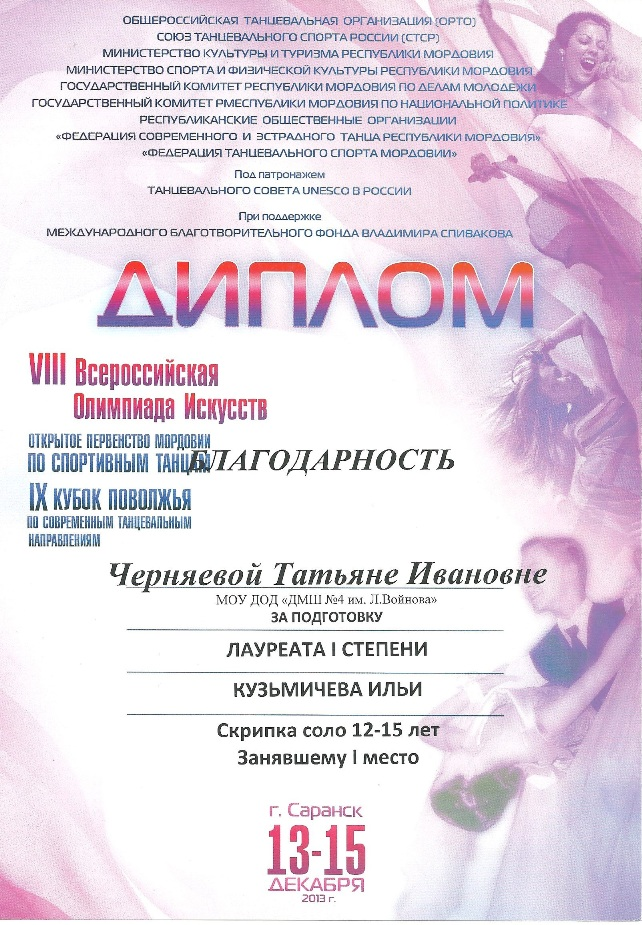 ОБЩЕРОССИЙСКАЯ ТАНЦЕВАЛЬНАЯ ОРГАНИЗАЦИЯ (ОРТО)
СОЮЗ ТАНЦЕВАЛЬНОГО СПОРТА РОССИИ (СТСР)
МИНИСТЕРСТВО КУЛЬТУРЫ И ТУРИЗМА РЕСПУБЛИКИ МОРДОВИЯ
МИНИСТЕРСТВО СПОРТА И ФИЗИЧЕСКОЙ КУЛЬТУРЫ РЕСПУБЛИКИ МОРДОВИЯ
ГОСУДАРСТВЕННЫЙ КОМИТЕТ РЕСПУБЛИКИ МОРДОВИЯ ПО ДЕЛАМ МОЛОДЕЖИ
ГОСУДАРСТВЕННЫЙ КОМИТЕТ РМЕСПУБЛИКИ МОРДОВИЯ ПО НАЦИОНАЛЬНОЙ ПОЛИТИКЕ
РЕСПУБЛИКАНСКИЕ ОБЩЕСТВЕННЫЕ ОРГАНИЗАЦИИ
«ФЕДЕРАЦИЯ СОВРЕМЕННОГО И ЭСТРАДНОГО ТАНЦА РЕСПУБЛИКИ МОРДОВИЯ»
«ФЕДЕРАЦИЯ ТАНЦЕВАЛЬНОГО СПОРТА МОРДОВИИ»
Под патронажем
ТАНЦЕВАЛЬНОГО СОВЕТА UNESCO В РОССИИ
При поддержке
МЕЖДУНАРОДНОГО БЛАГОТВОРИТЕЛЬНОГО ФОНДА ВЛАДИМИРА СПИВАКОВА
ДИПЛОМ
VIII Всероссийская
Олимпиада Искусств
ОТКРЫТОЕ ПЕРВЕНСТВО МОРДОВИИ
ПО СПОРТИВНЫМ ТАНЦАМ
БЛАГОДАРНОСТЬ
IX КУБОК ПОВОЛЖЬЯ
ПО СОВРЕМЕННЫМ ТАНЦЕВАЛЬНЫМ
НАПРАВЛЕНИЯМ
Черняевой Татьяне Ивановне
МОУ ДОД «ДМШ №4 им. Л.Войнова»
ЗА ПОДГОТОВКУ
ЛАУРЕАТА I СТЕПЕНИ
КУЗЬМИЧЕВА ИЛЬИ
Скрипка соло 12-15 лет
Занявшему I место
г. Саранск
13-15
ДЕКАБРЯ
2013 г.